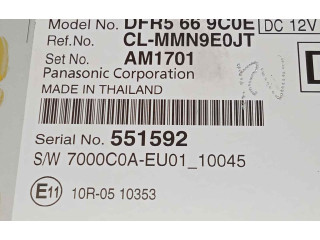 Model No. DFR5 66 9C0E DC 12V
Ref.No. CL-MMN9E0JT
Set No. AM1701
Panasonic Corporation
MADE IN THAILAND
Serial No. 551592
S/W 7000C0A-EU01_10045
E11 10R-05 10353